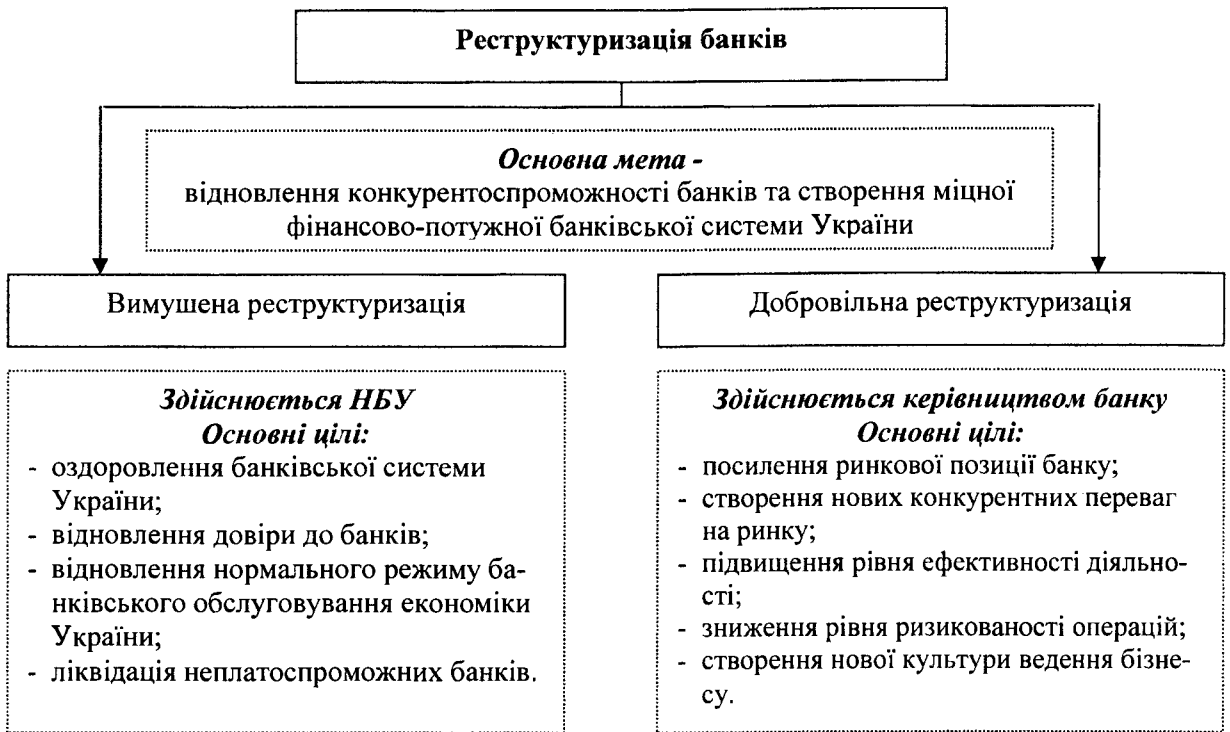 Реструктуризація банків
Основна мета -
відновлення конкурентоспроможності банків та створення міцної
фінансово-потужної банківської системи України
Вимушена реструктуризація
Здійснюється НБУ
Основні цілі:
- оздоровлення банківської системи
України;
- відновлення довіри до банків;
- відновлення нормального режиму ба-
нківського обслуговування економіки
України;
- ліквідація неплатоспроможних банків.
Добровільна реструктуризація
Здійснюється керівництвом банку
Основні цілі:
- посилення ринкової позиції банку;
- створення нових конкурентних переваг
на ринку;
- підвищення рівня ефективності діяльно-
сті;
- зниження рівня ризикованості операцій;
- створення нової культури ведення бізне-
су.